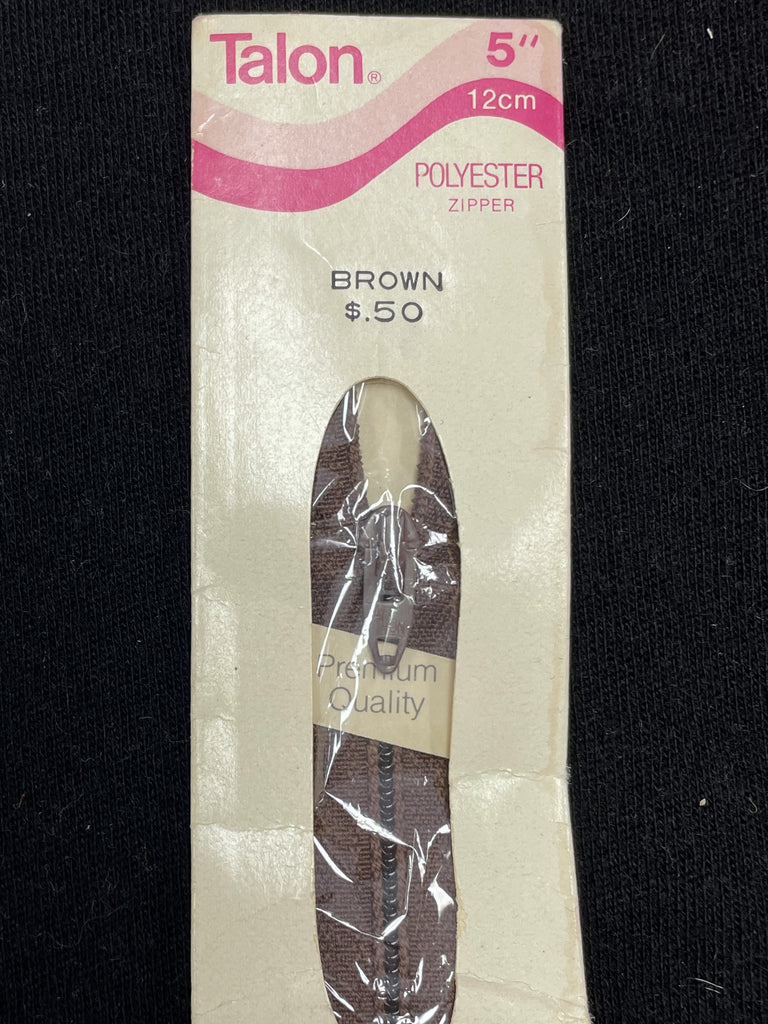 Talon® 5"
12cm
POLYESTER
ZIPPER
BROWN
$.50
Premium
Quality